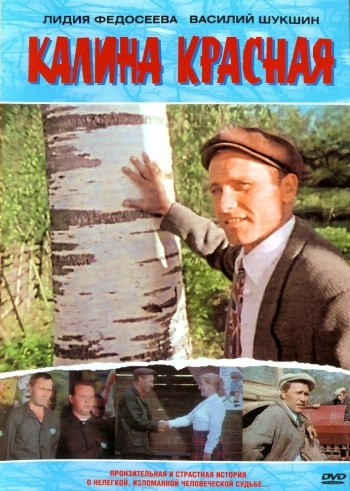 ЛИДИЯ ФЕДОСЕЕВА ВАСИЛИЙ ШУКШИН
КАЛИНА КРАСНАЯ
ПРОНЗИТЕЛЬНАЯ И СТРАСТНАЯ ИСТОРИЯ
О НЕЛЕГКОЙ, ИЗЛОМАННОЙ ЧЕЛОВЕЧЕСКОЙ СУДЬБЕ...
DVD